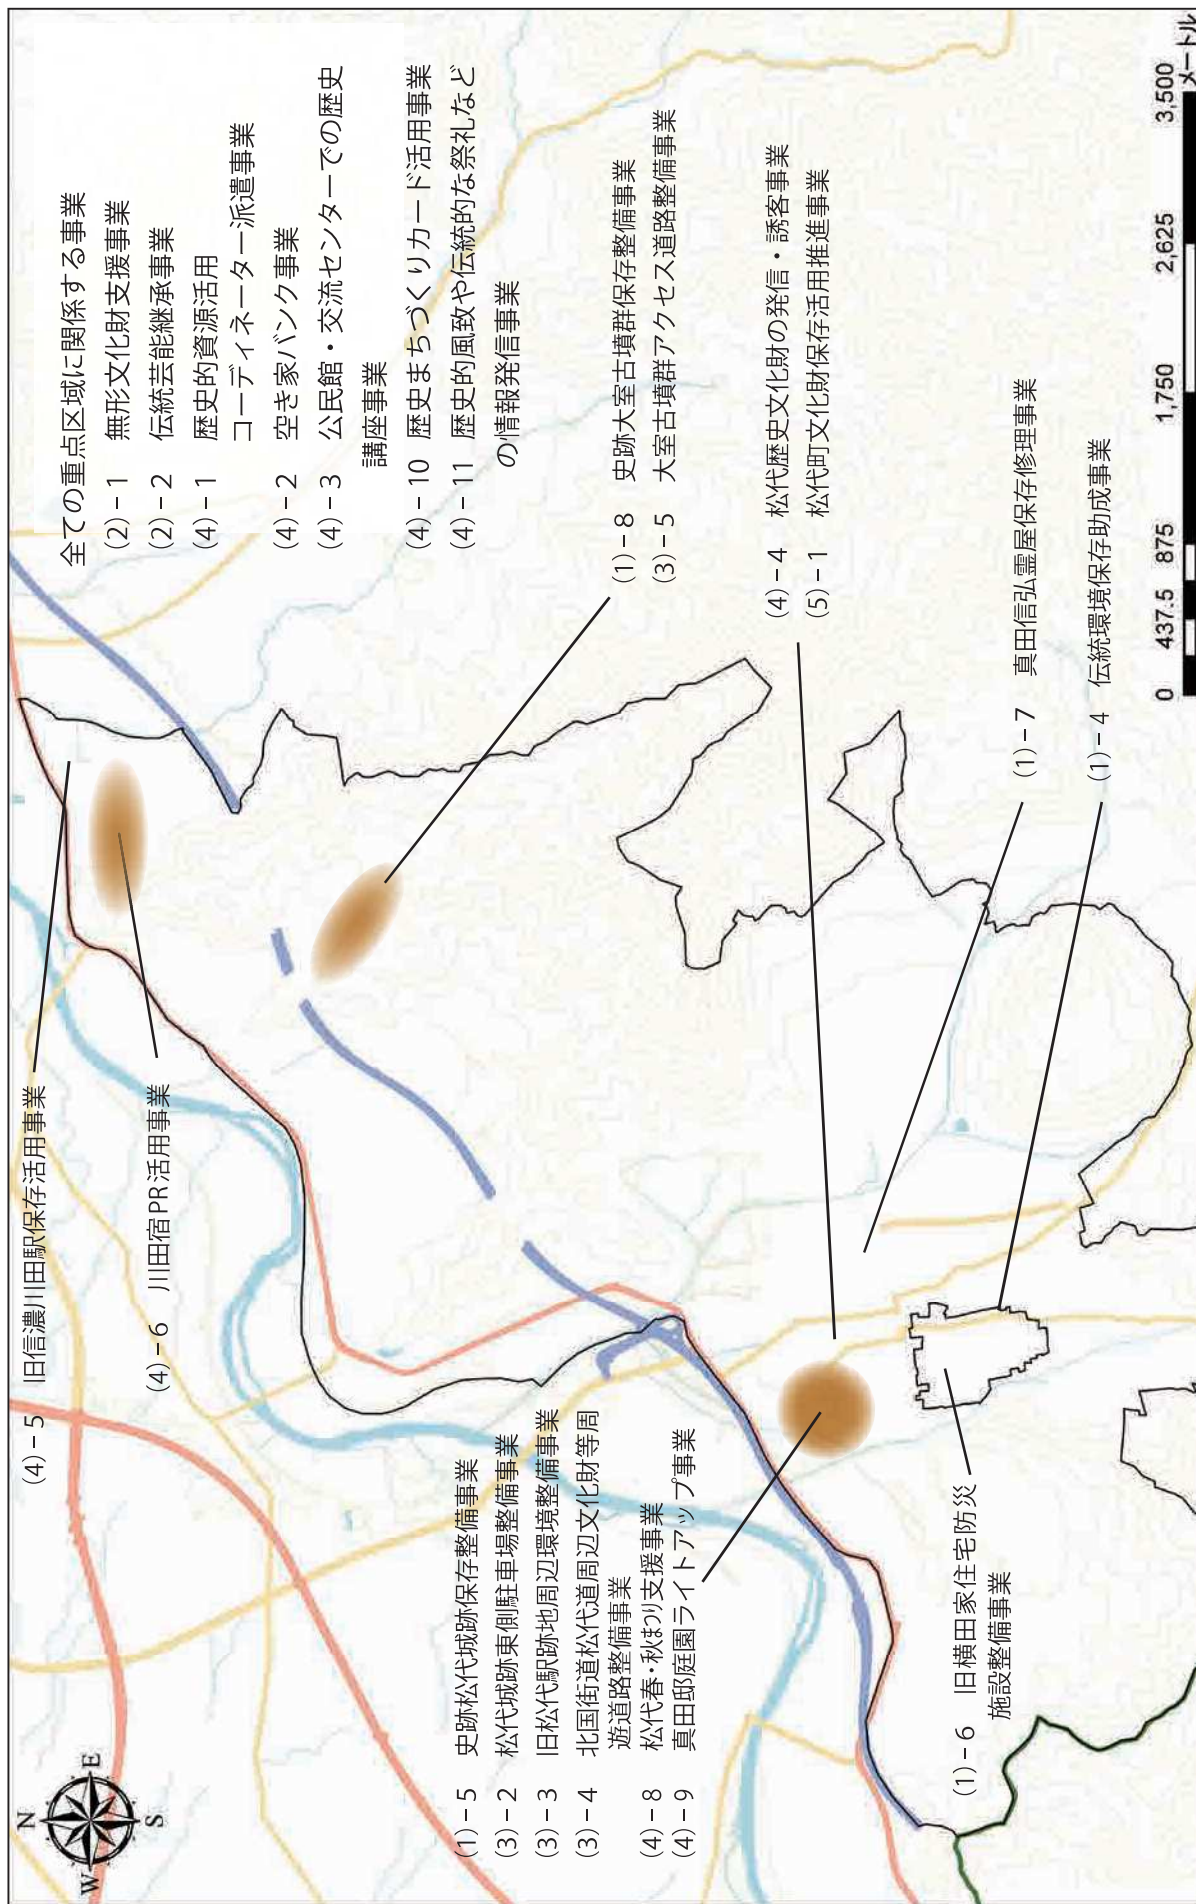 N
W
E
S
(4)-5　旧信濃川田駅保存活用事業
(4)-6　川田宿PR活用事業
全ての重点区域に関係する事業
(2)-1　無形文化財支援事業
(2)-2　伝統芸能継承事業
(4)-1　歴史的資源活用
コーディネーター派遣事業
(4)-2　空き家バンク事業
(4)-3　公民館・交流センターでの歴史
講座事業
(4)-10　歴史まちづくりカード活用事業
(4)-11　歴史的風致や伝統的な祭礼など
の情報発信事業
(1)-8　史跡大室古墳群保存整備事業
(3)-5　大室古墳群アクセス道路整備事業
(4)-4　松代歴史文化財の発信・誘客事業
(5)-1　松代町文化財保存活用推進事業
(1)-5　史跡松代城跡保存整備事業
(3)-2　松代城跡東側駐車場整備事業
(3)-3　旧松代駅跡地周辺環境整備事業
(3)-4　北国街道松代道周辺文化財等周
遊道路整備事業
(4)-8　松代春・秋まつり支援事業
(4)-9　真田邸庭園ライトアップ事業
(1)-7　真田信弘霊屋保存修理事業
(1)-4　伝統環境保存助成事業
(1)-6　旧横田家住宅防災
施設整備事業
0　437.5　875　1,750　2,625　3,500
メートル